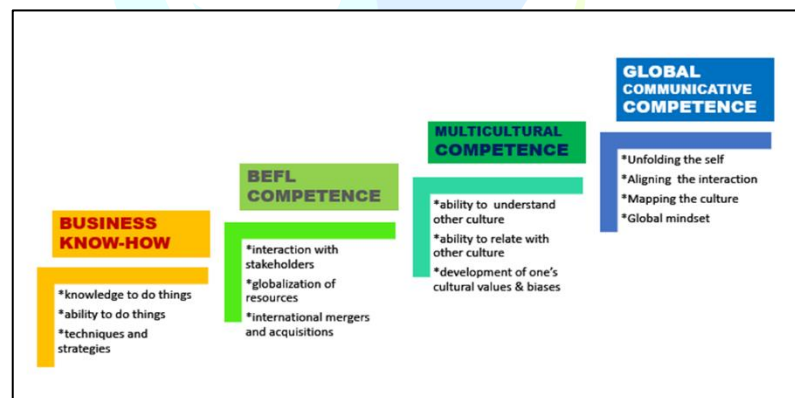 BUSINESS
KNOW-HOW
*knowledge to do things
*ability to do things
*techniques and
strategies
BEFL
COMPETENCE
*interaction with
stakeholders
*globalization of
resources
*international mergers
and acquisitions
MULTICULTURAL
COMPETENCE
*ability to understand
other culture
*ability to relate with
other culture
*development of one's
cultural values & biases
GLOBAL
COMMUNICATIVE
COMPETENCE
*Unfolding the self
*Aligning the interaction
*Mapping the culture
*Global mindset